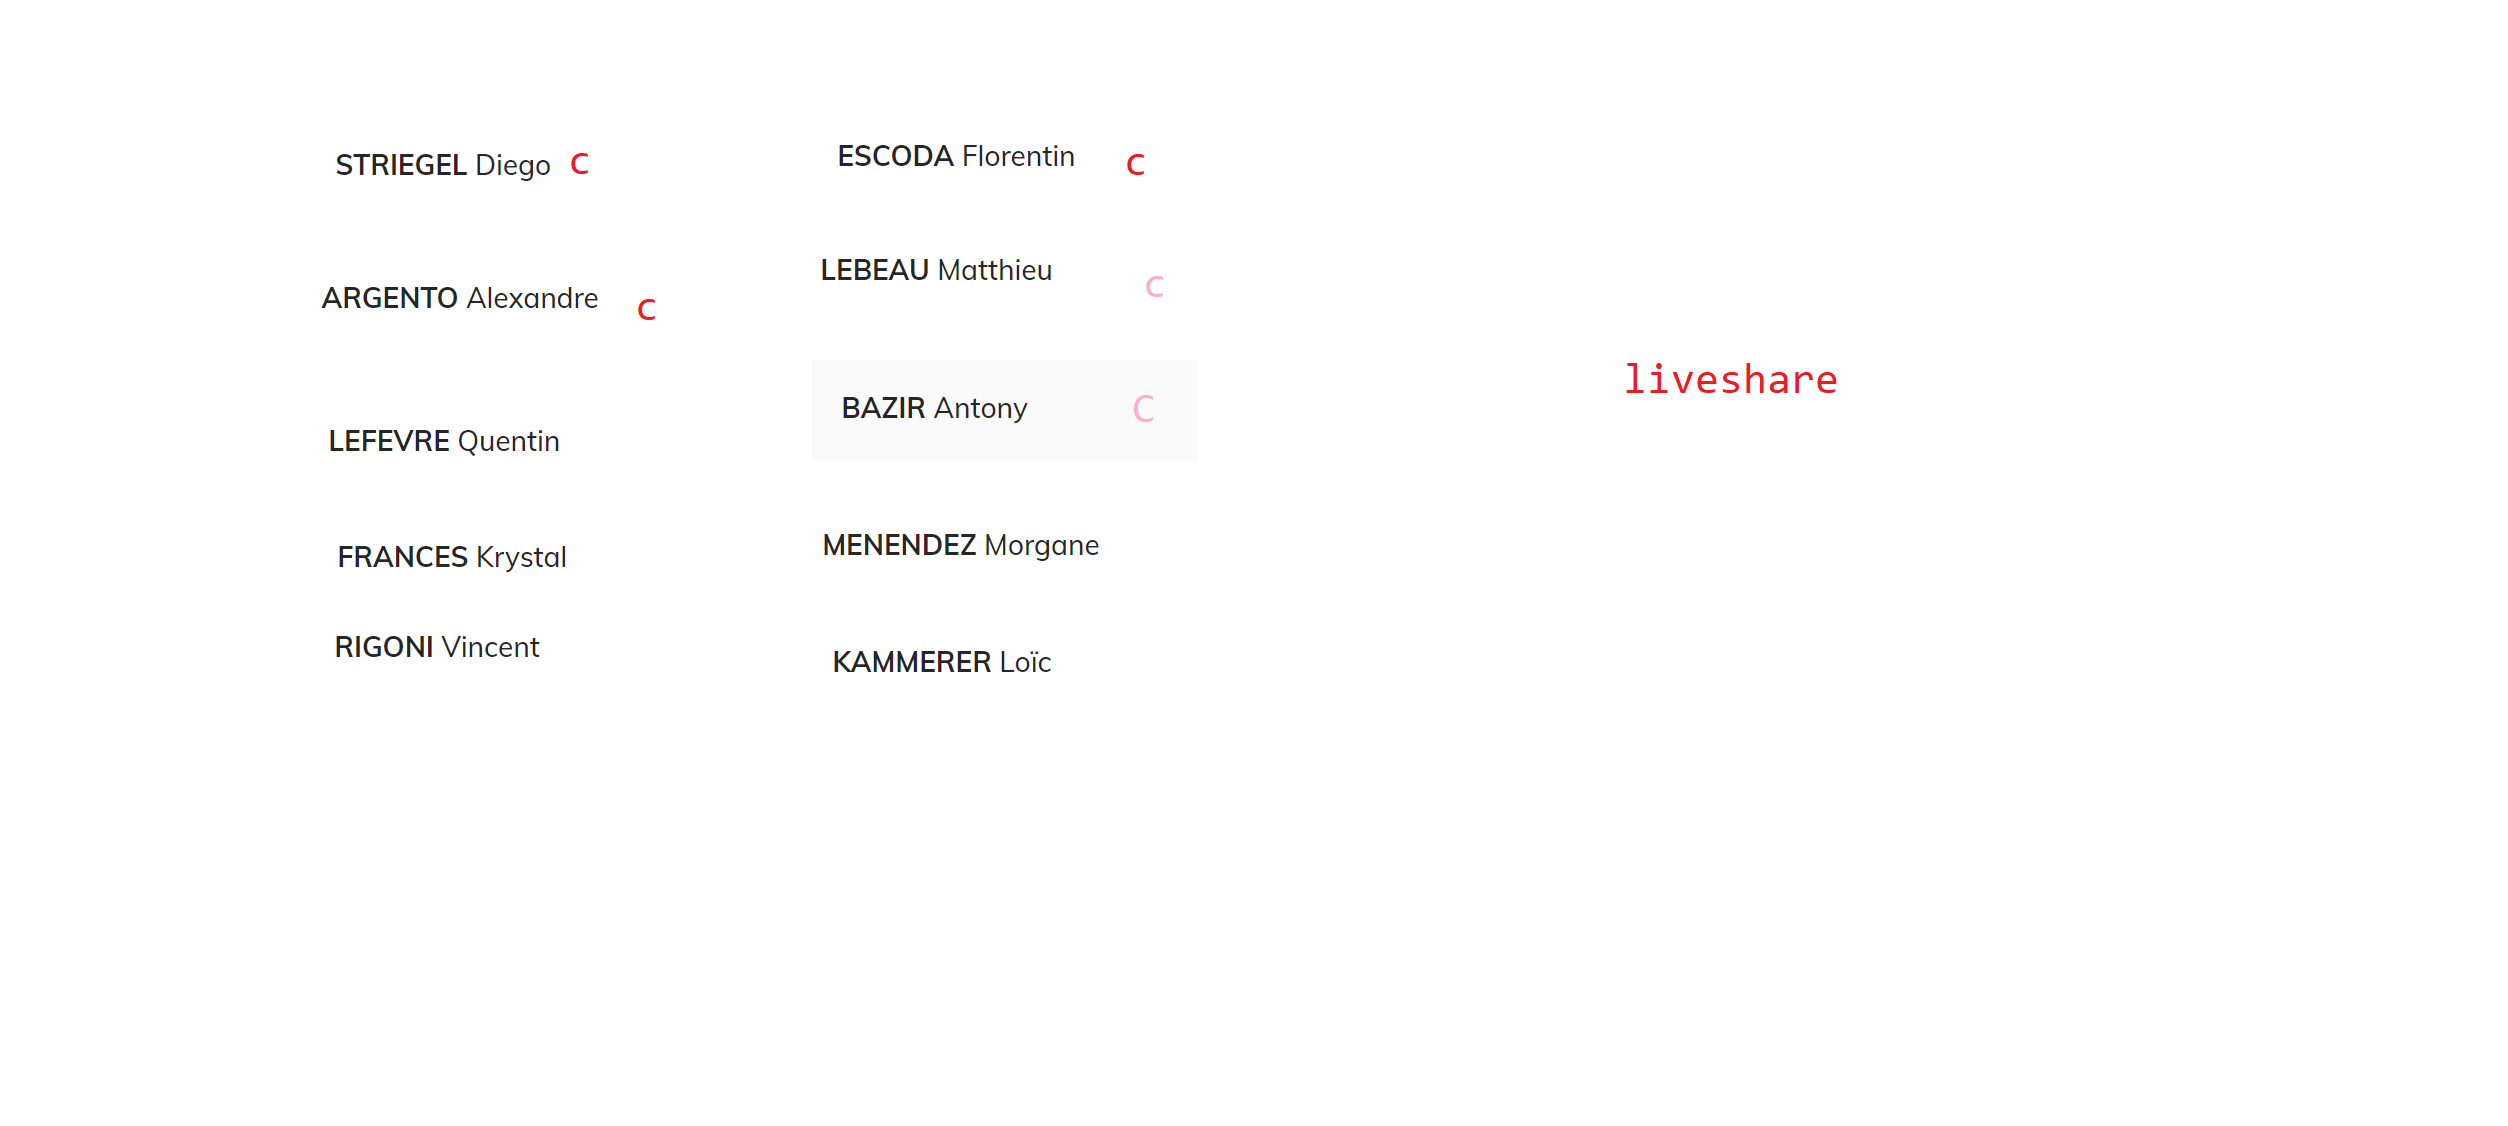 STRIEGEL Diego c
ARGENTO Alexandre c
LEFEVRE Quentin
FRANCES Krystal
RIGONI Vincent
ESCODA Florentin c
LEBEAU Matthieu c
BAZIR Antony C
MENENDEZ Morgane
KAMMERER Loïc
liveshare